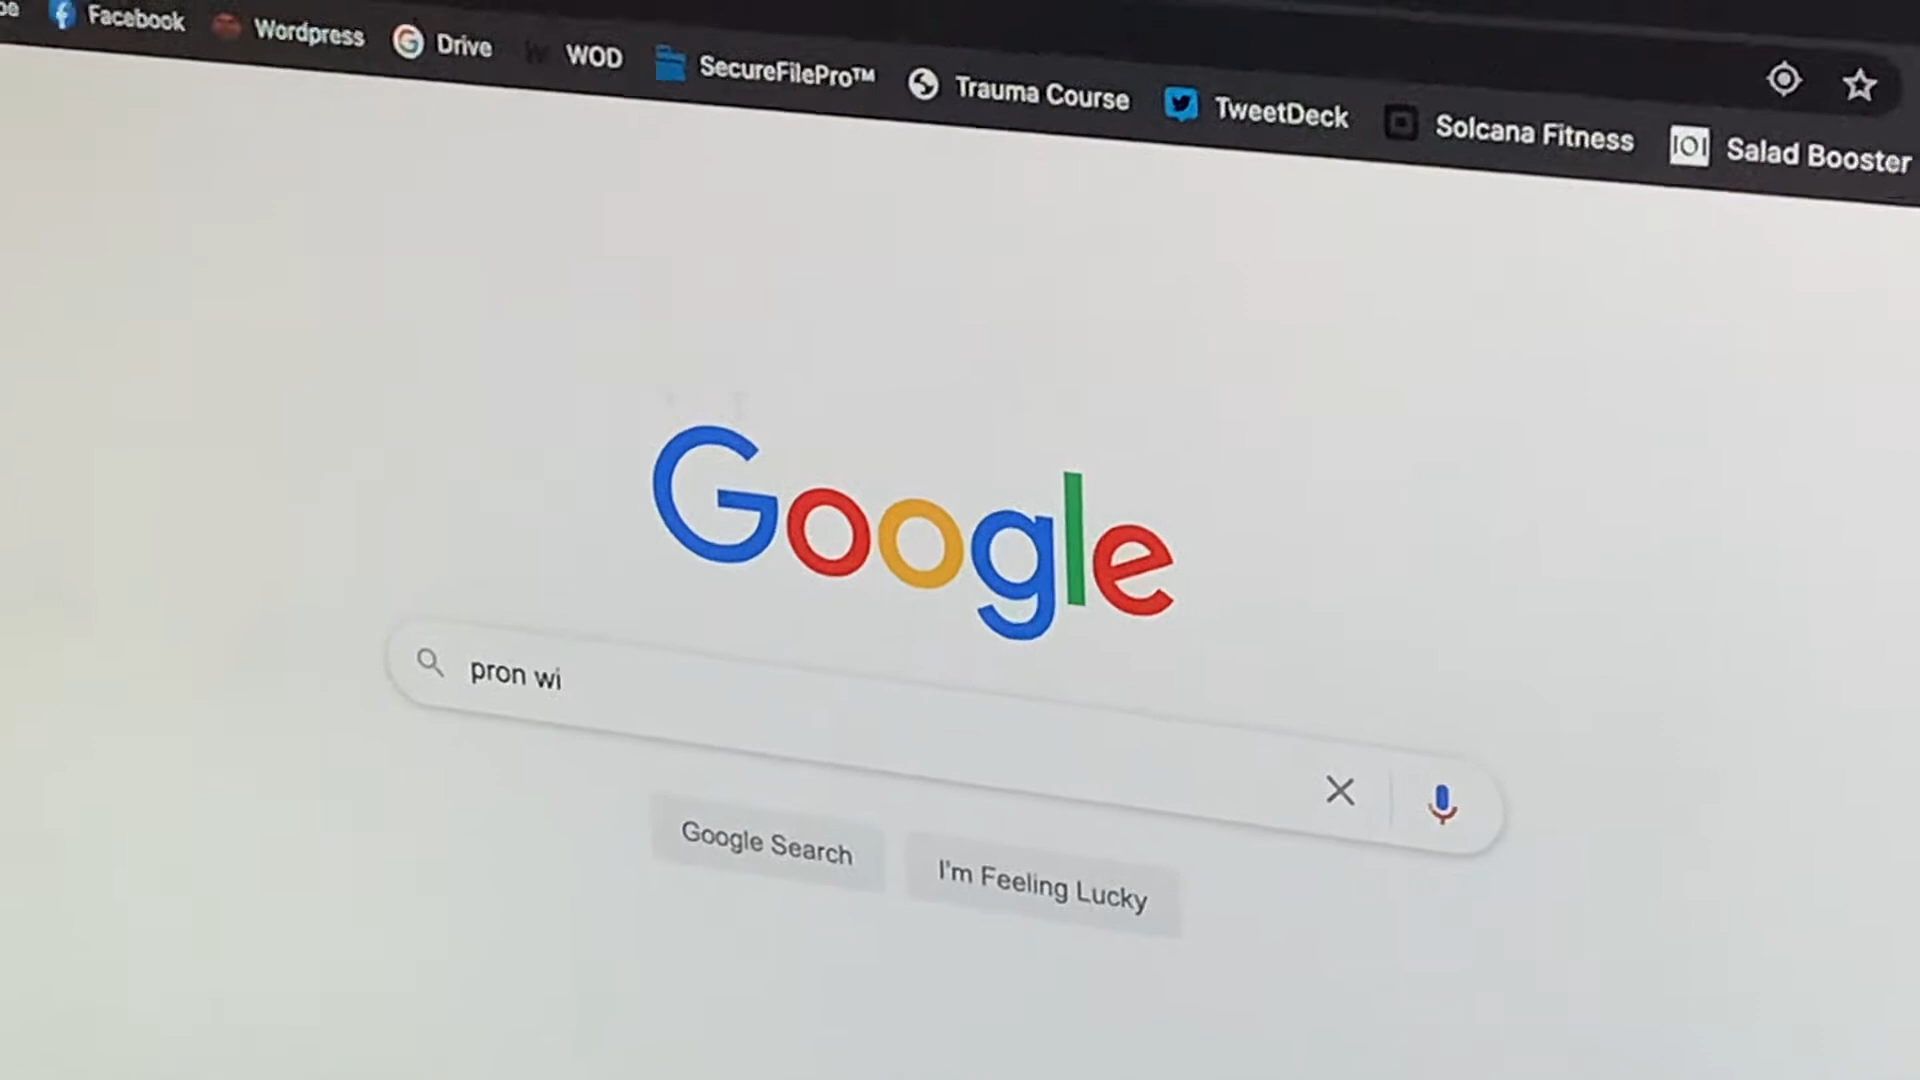 Facebook Wordpress Drive WOD SecureFilePro™ Trauma Course TweetDeck Solcana Fitness Salad Booster
Google
pron wi
Google Search I'm Feeling Lucky